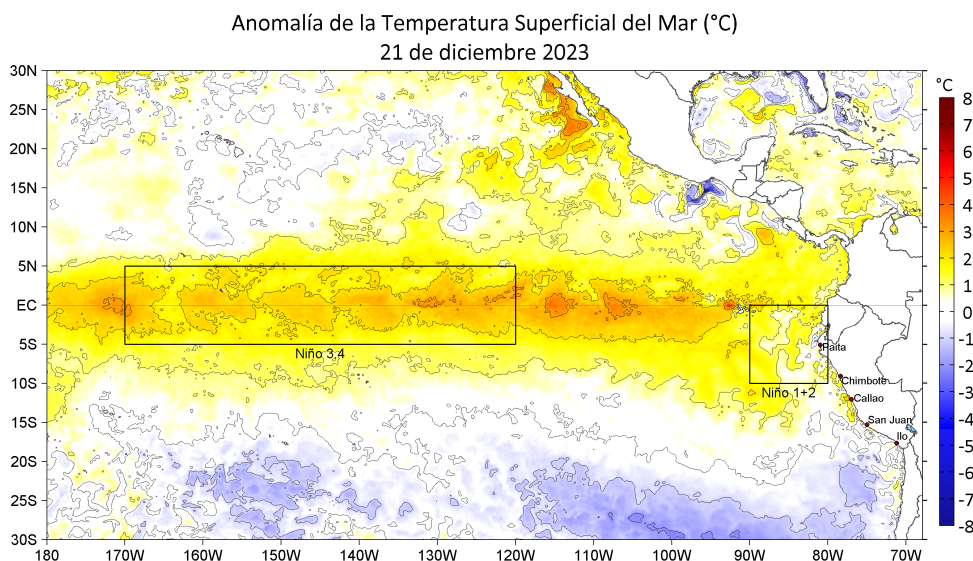 Anomalía de la Temperatura Superficial del Mar (°C)
21 de diciembre 2023
30N
25N
20N
15N
10N
5N
EC
5S
10S
15S
20S
25S
30S
180
170W
160W
150W
140W
130W
120W
110W
100W
90W
80W
70W
Niño 3.4
Niño 1+2
Paita
Chimbote
Callao
San Juan
Ilo
°C
8
7
6
5
4
3
2
1
0
-1
-2
-3
-4
-5
-6
-7
-8